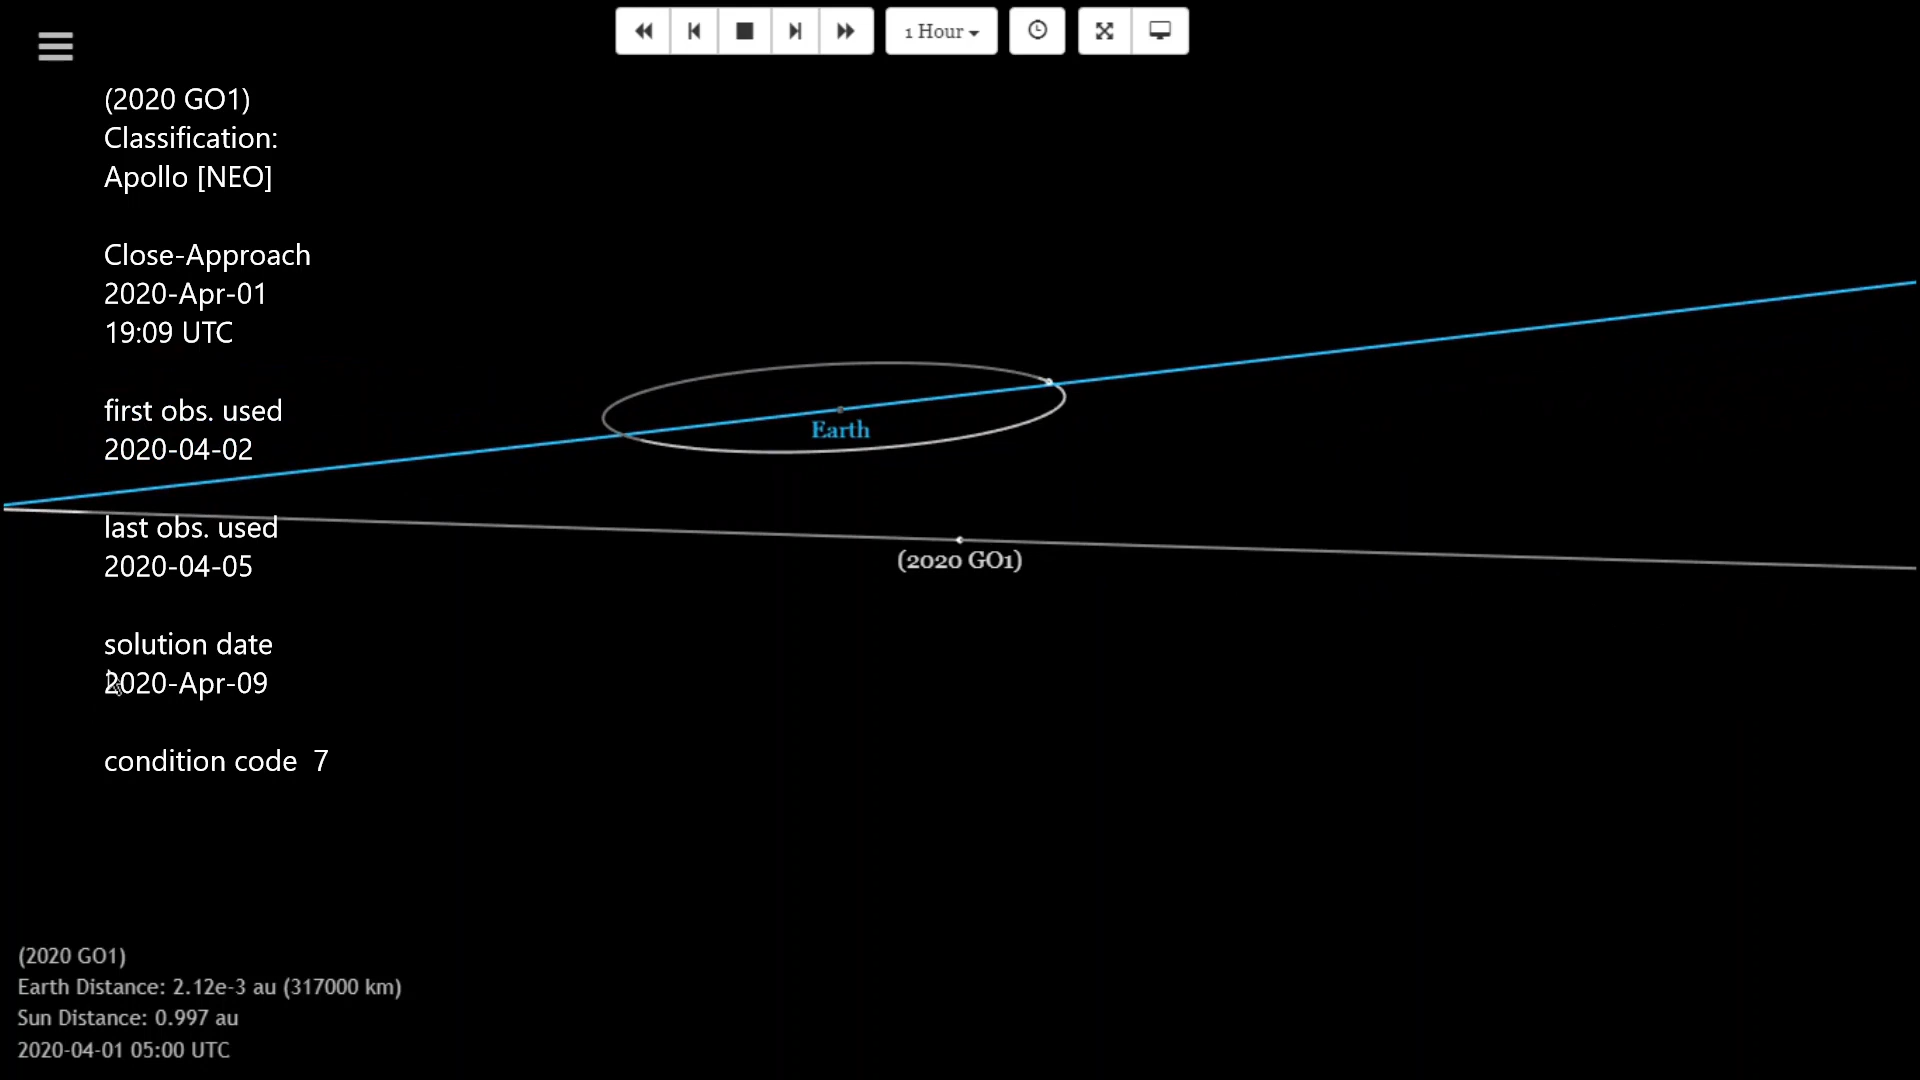 1 Hour
(2020 GO1)
Classification:
Apollo [NEO]
Close-Approach
2020-Apr-01
19:09 UTC
first obs. used
2020-04-02
last obs. used
2020-04-05
solution date
2020-Apr-09
condition code  7
Earth
(2020 GO1)
(2020 GO1)
Earth Distance: 2.12e-3 au (317000 km)
Sun Distance: 0.997 au
2020-04-01 05:00 UTC